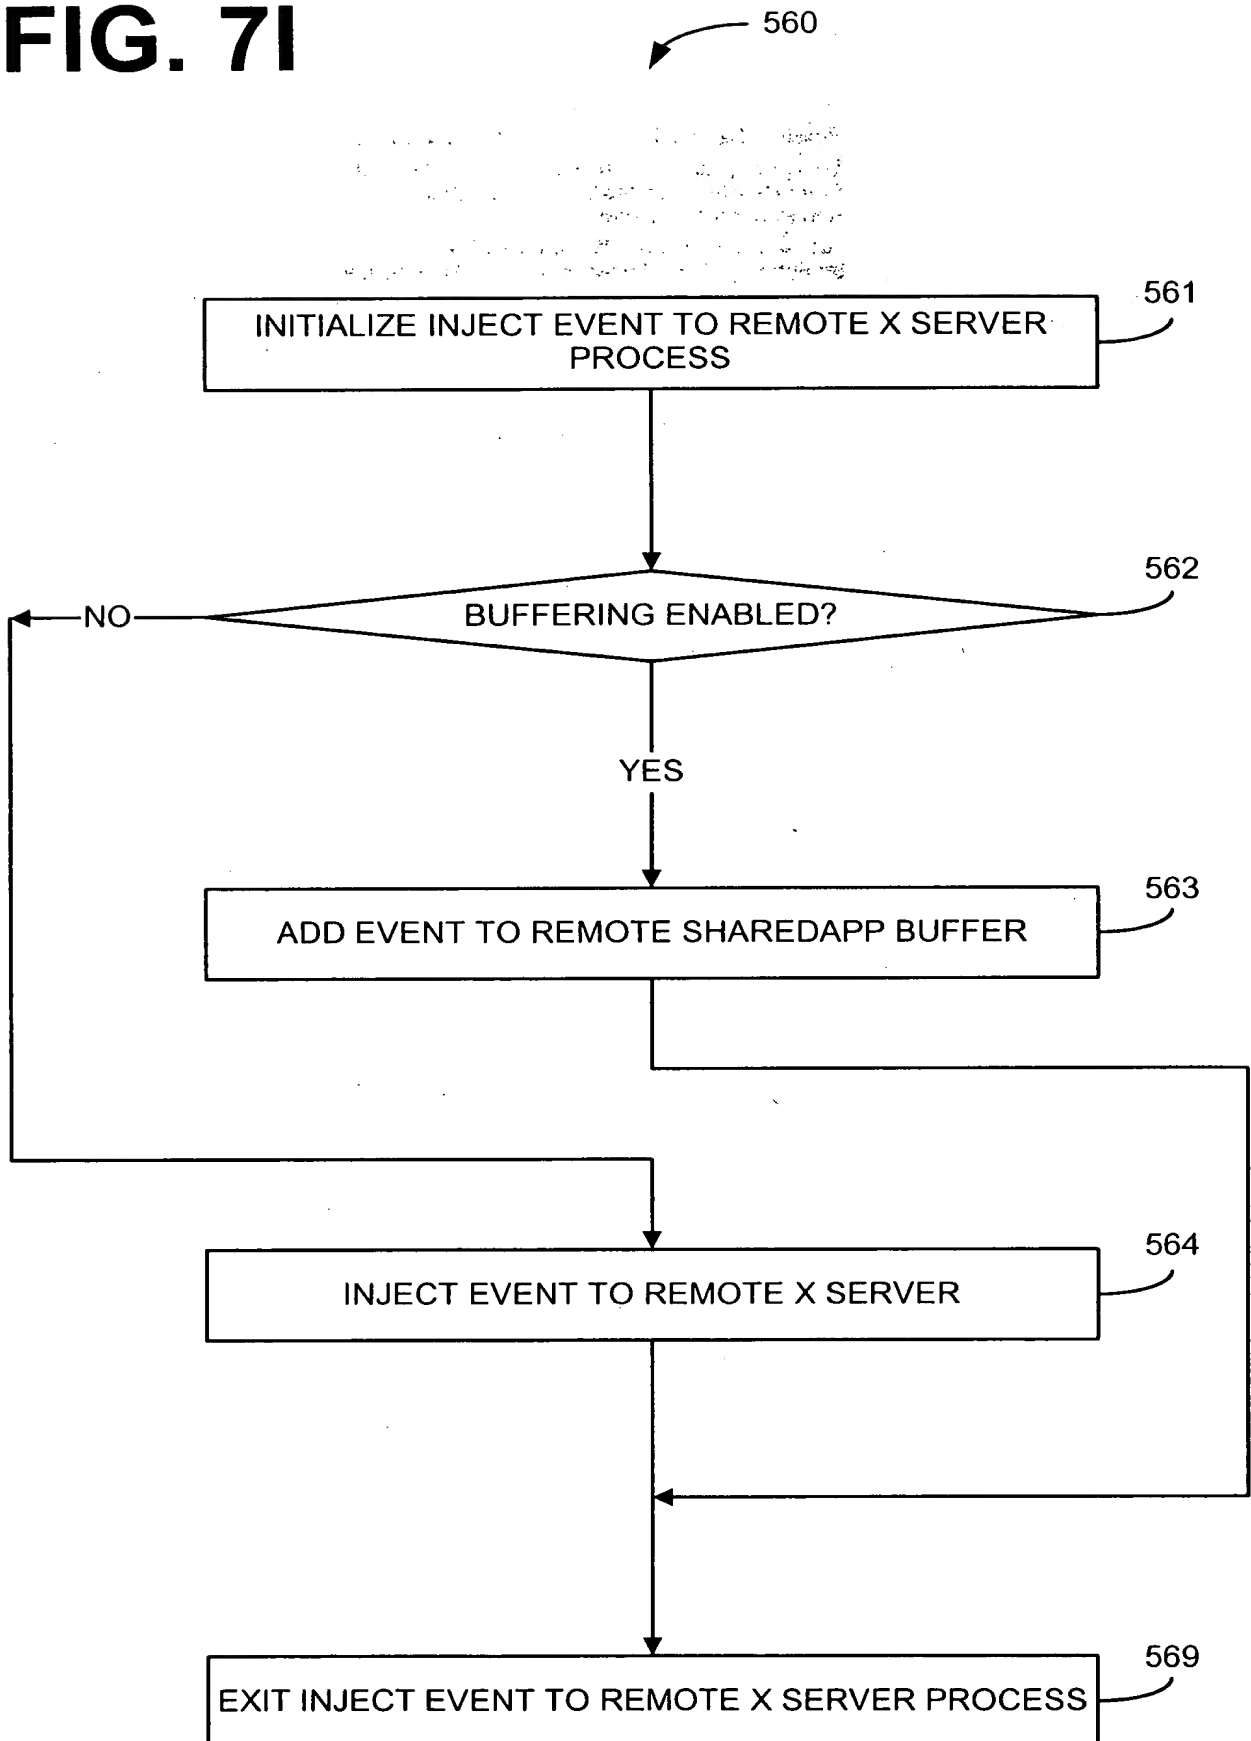 FIG. 7I
560
561
INITIALIZE INJECT EVENT TO REMOTE X SERVER
PROCESS
562
NO
BUFFERING ENABLED?
YES
563
ADD EVENT TO REMOTE SHAREDAPP BUFFER
564
INJECT EVENT TO REMOTE X SERVER
569
EXIT INJECT EVENT TO REMOTE X SERVER PROCESS